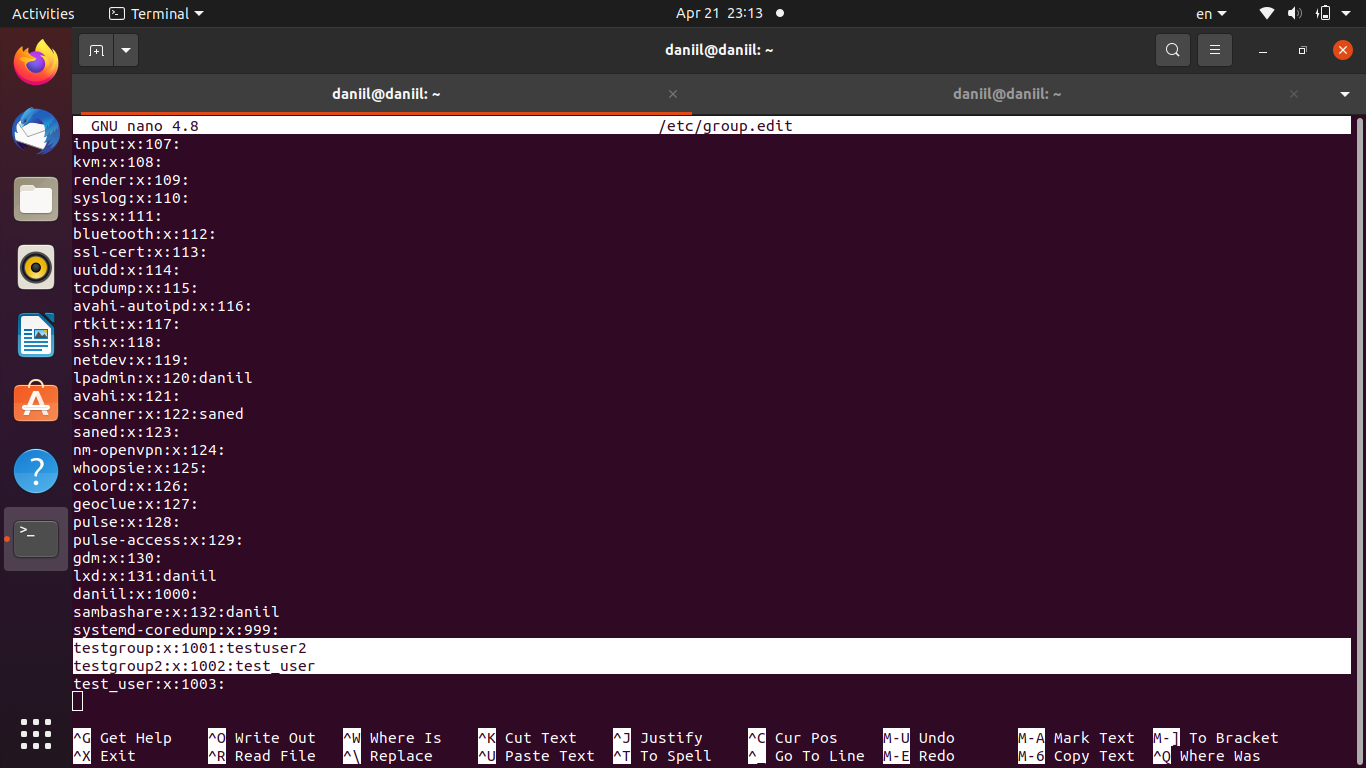 Activities
Terminal
Apr 21 23:13
en
daniil@daniil: ~
daniil@daniil: ~
daniil@daniil: ~
GNU nano 4.8 /etc/group.edit
input:x:107:
kvm:x:108:
render:x:109:
syslog:x:110:
tss:x:111:
bluetooth:x:112:
ssl-cert:x:113:
uuidd:x:114:
tcpdump:x:115:
avahi-autoipd:x:116:
rtkit:x:117:
ssh:x:118:
netdev:x:119:
lpadmin:x:120:daniil
avahi:x:121:
scanner:x:122:saned
saned:x:123:
nm-openvpn:x:124:
whoopsie:x:125:
colord:x:126:
geoclue:x:127:
pulse:x:128:
pulse-access:x:129:
gdm:x:130:
lxd:x:131:daniil
daniil:x:1000:
sambashare:x:132:daniil
systemd-coredump:x:999:
testgroup:x:1001:testuser2
testgroup2:x:1002:test_user
test_user:x:1003:
^G Get Help ^O Write Out ^W Where Is ^K Cut Text ^J Justify ^C Cur Pos M-U Undo M-A Mark Text M-] To Bracket
^X Exit ^R Read File ^\ Replace ^U Paste Text ^T To Spell ^_ Go To Line M-E Redo M-6 Copy Text ^Q Where Was